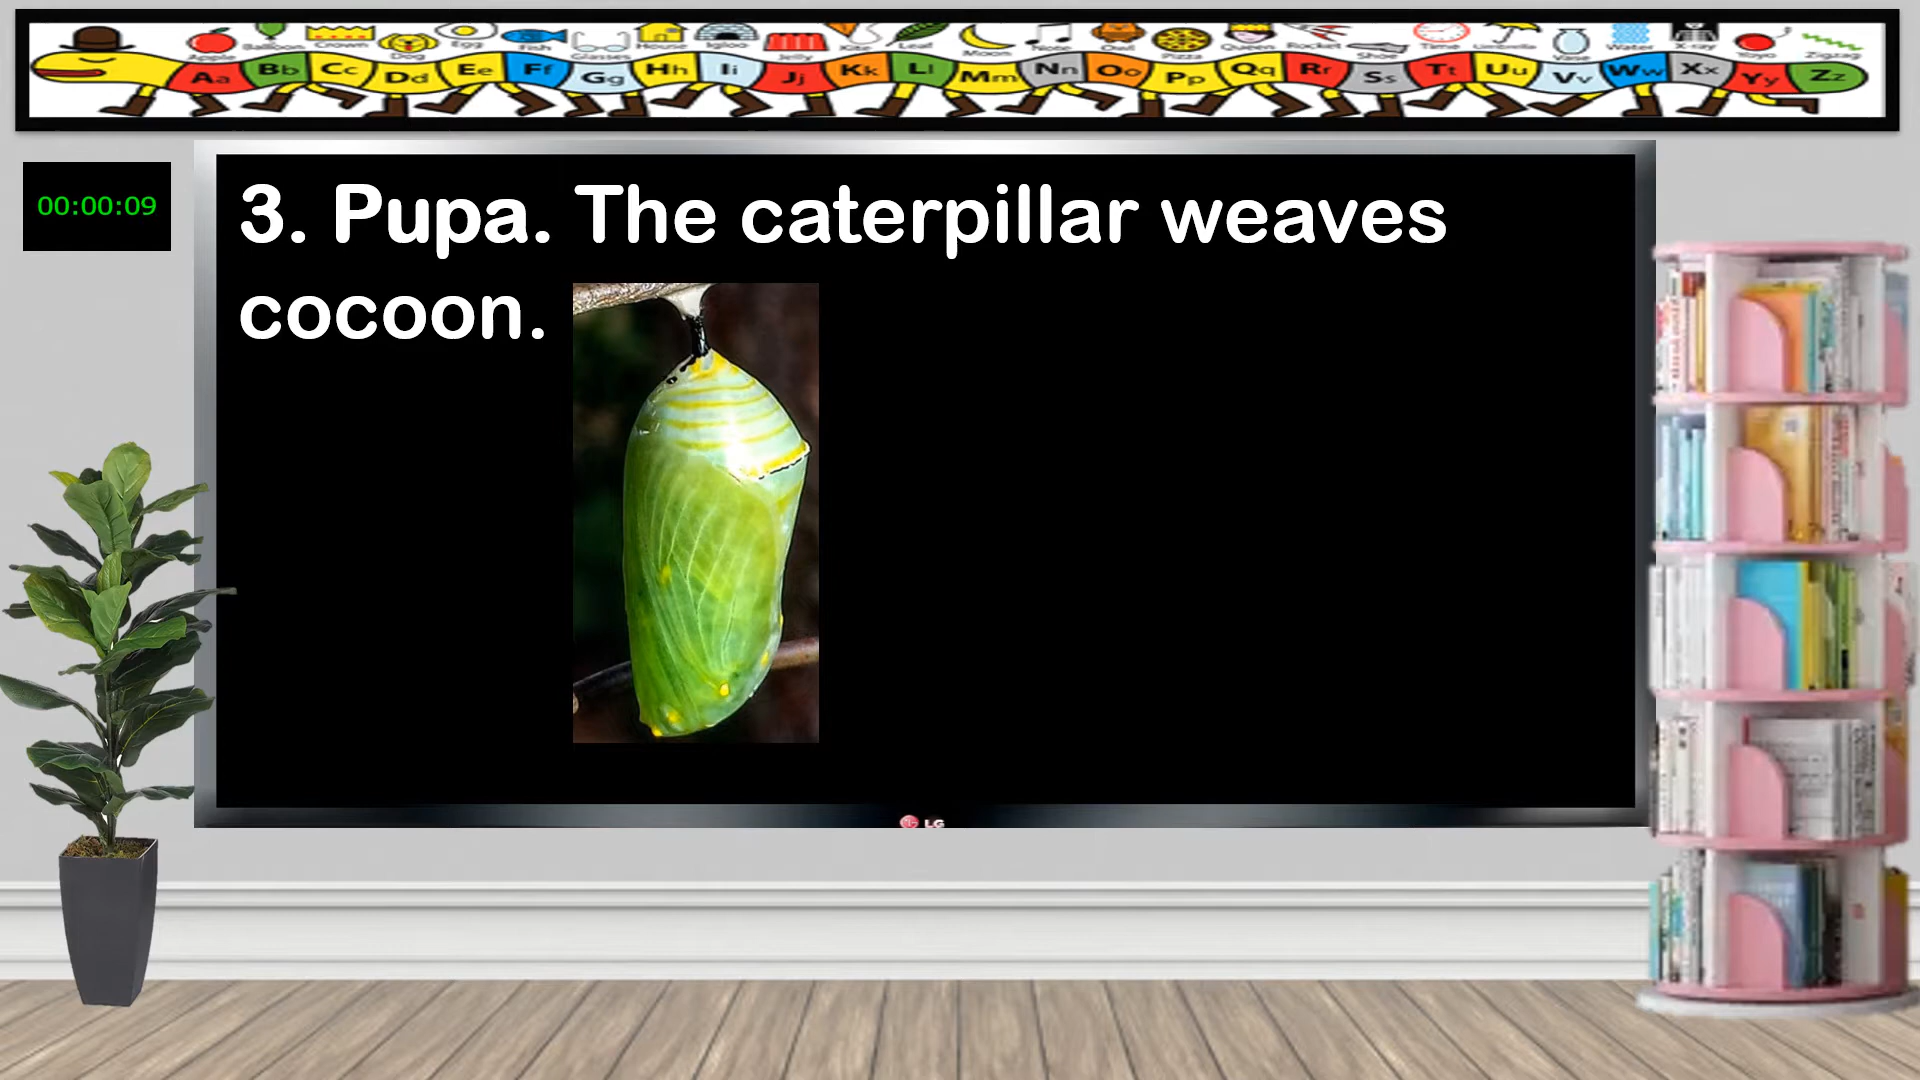 Apple Balloon Crown Dog Egg Fish Glasses House Igloo Jelly Kite Leaf Moon Note Owl Pizza Queen Rocket Shoe Time Umbrella Vase Water X-ray Yoyo Zigzag
Aa Bb Cc Dd Ee Ff Gg Hh Ii Jj Kk Ll Mm Nn Oo Pp Qq Rr Ss Tt Uu Vv Ww Xx Yy Zz
00:00:09
3. Pupa. The caterpillar weaves
cocoon.
LG